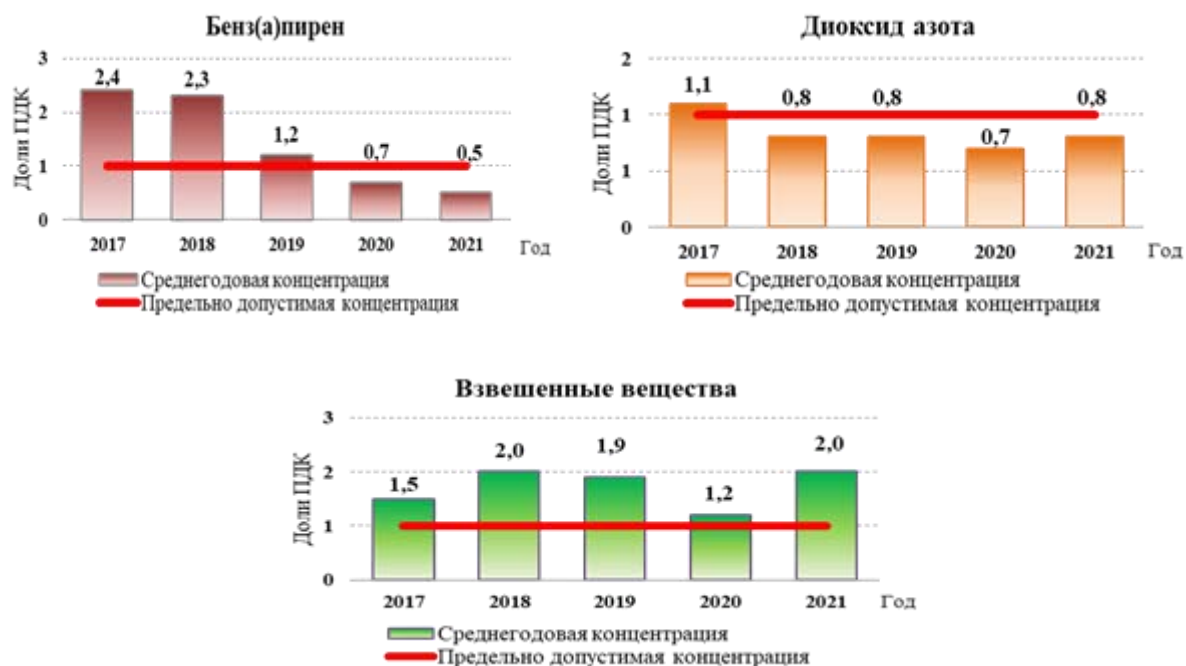 Бенз(а)пирен
Доли ПДК
3
2
1
0
2,4
2,3
1,2
0,7
0,5
2017 2018 2019 2020 2021 Год
Среднегодовая концентрация
Предельно допустимая концентрация
Диоксид азота
Доли ПДК
2
1
1
0
1,1
0,8
0,8
0,7
0,8
2017 2018 2019 2020 2021 Год
Среднегодовая концентрация
Предельно допустимая концентрация
Взвешенные вещества
Доли ПДК
3
2
1
0
1,5
2,0
1,9
1,2
2,0
2017 2018 2019 2020 2021 Год
Среднегодовая концентрация
Предельно допустимая концентрация